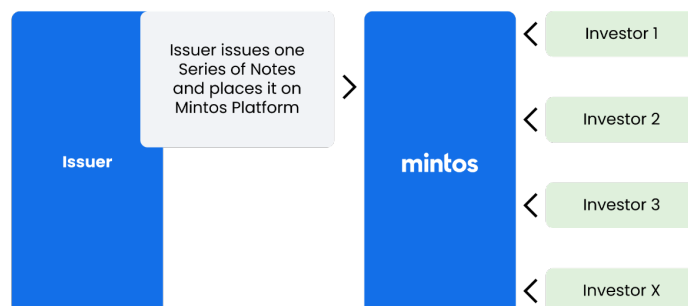 Issuer issues one
Series of Notes
and places it on
Mintos Platform
Issuer
mintos
Investor 1
Investor 2
Investor 3
Investor X